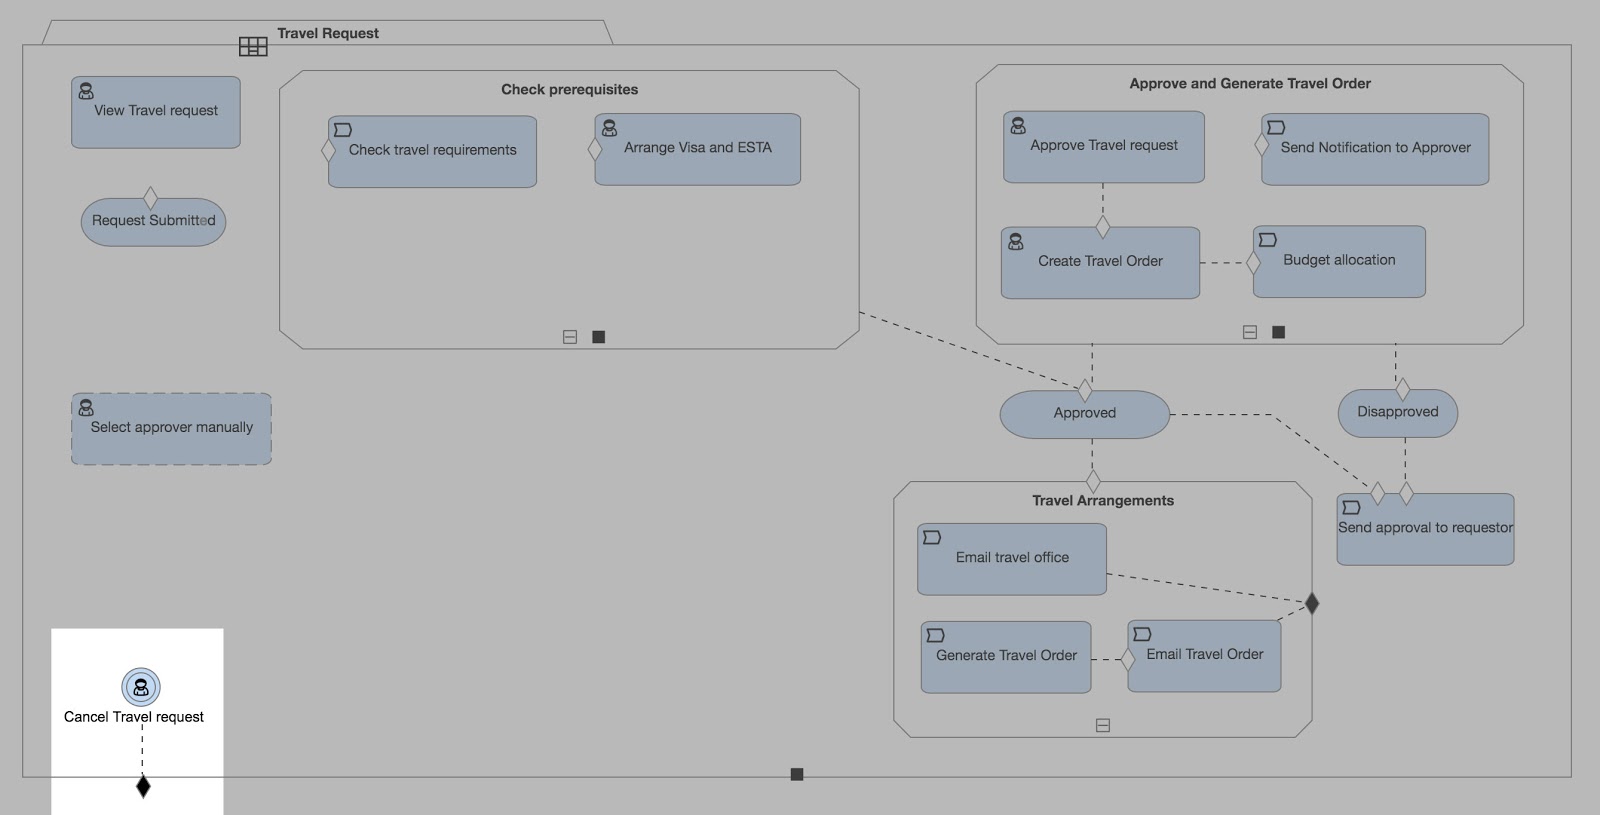 Travel Request
View Travel request
Request Submitted
Select approver manually
Check prerequisites
Check travel requirements
Arrange Visa and ESTA
Approve and Generate Travel Order
Approve Travel request
Send Notification to Approver
Create Travel Order
Budget allocation
Approved
Disapproved
Travel Arrangements
Send approval to requestor
Email travel office
Generate Travel Order
Email Travel Order
Cancel Travel request